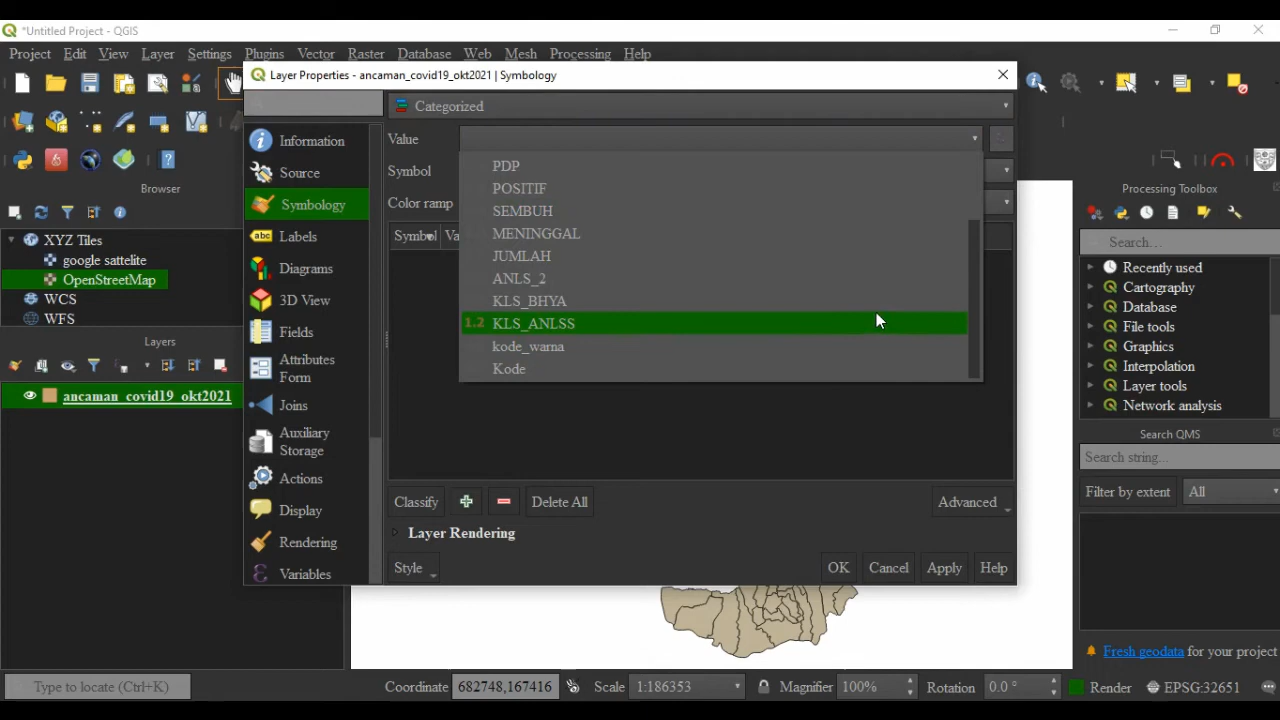 *Untitled Project - QGIS
Project Edit View Layer Settings Plugins Vector Raster Database Web Mesh Processing Help
Layer Properties - ancaman_covid19_okt2021 | Symbology
Categorized
Information
Source
Symbology
Labels
Diagrams
3D View
Fields
Attributes
Form
Joins
Auxiliary
Storage
Actions
Display
Rendering
Variables
Value
Symbol
Color ramp
Symbol Va
PDP
POSITIF
SEMBUH
MENINGGAL
JUMLAH
ANLS_2
KLS_BHYA
1.2 KLS_ANLSS
kode_warna
Kode
Classify Delete All Advanced
Layer Rendering
Style OK Cancel Apply Help
Browser
XYZ Tiles
google sattelite
OpenStreetMap
WCS
WFS
Layers
ancaman_covid19_okt2021
Processing Toolbox
Search...
Recently used
Cartography
Database
File tools
Graphics
Interpolation
Layer tools
Network analysis
Search QMS
Search string...
Filter by extent All
Fresh geodata for your project
Type to locate (Ctrl+K) Coordinate 682748,167416 Scale 1:186353 Magnifier 100% Rotation 0.0 ° Render EPSG:32651